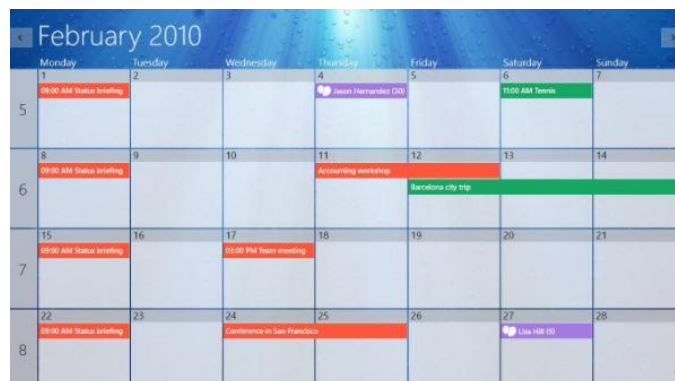 February 2010
Monday Tuesday Wednesday Thursday Friday Saturday Sunday
1 2 3 4 5 6 7
09:00 AM Status briefing Jason Hernandez (30) 11:00 AM Tennis
5
8 9 10 11 12 13 14
09:00 AM Status briefing Accounting workshop
Barcelona city trip
6
15 16 17 18 19 20 21
09:00 AM Status briefing 03:00 PM Team meeting
7
22 23 24 25 26 27 28
09:00 AM Status briefing Conference in San Francisco Lisa Hill (5)
8